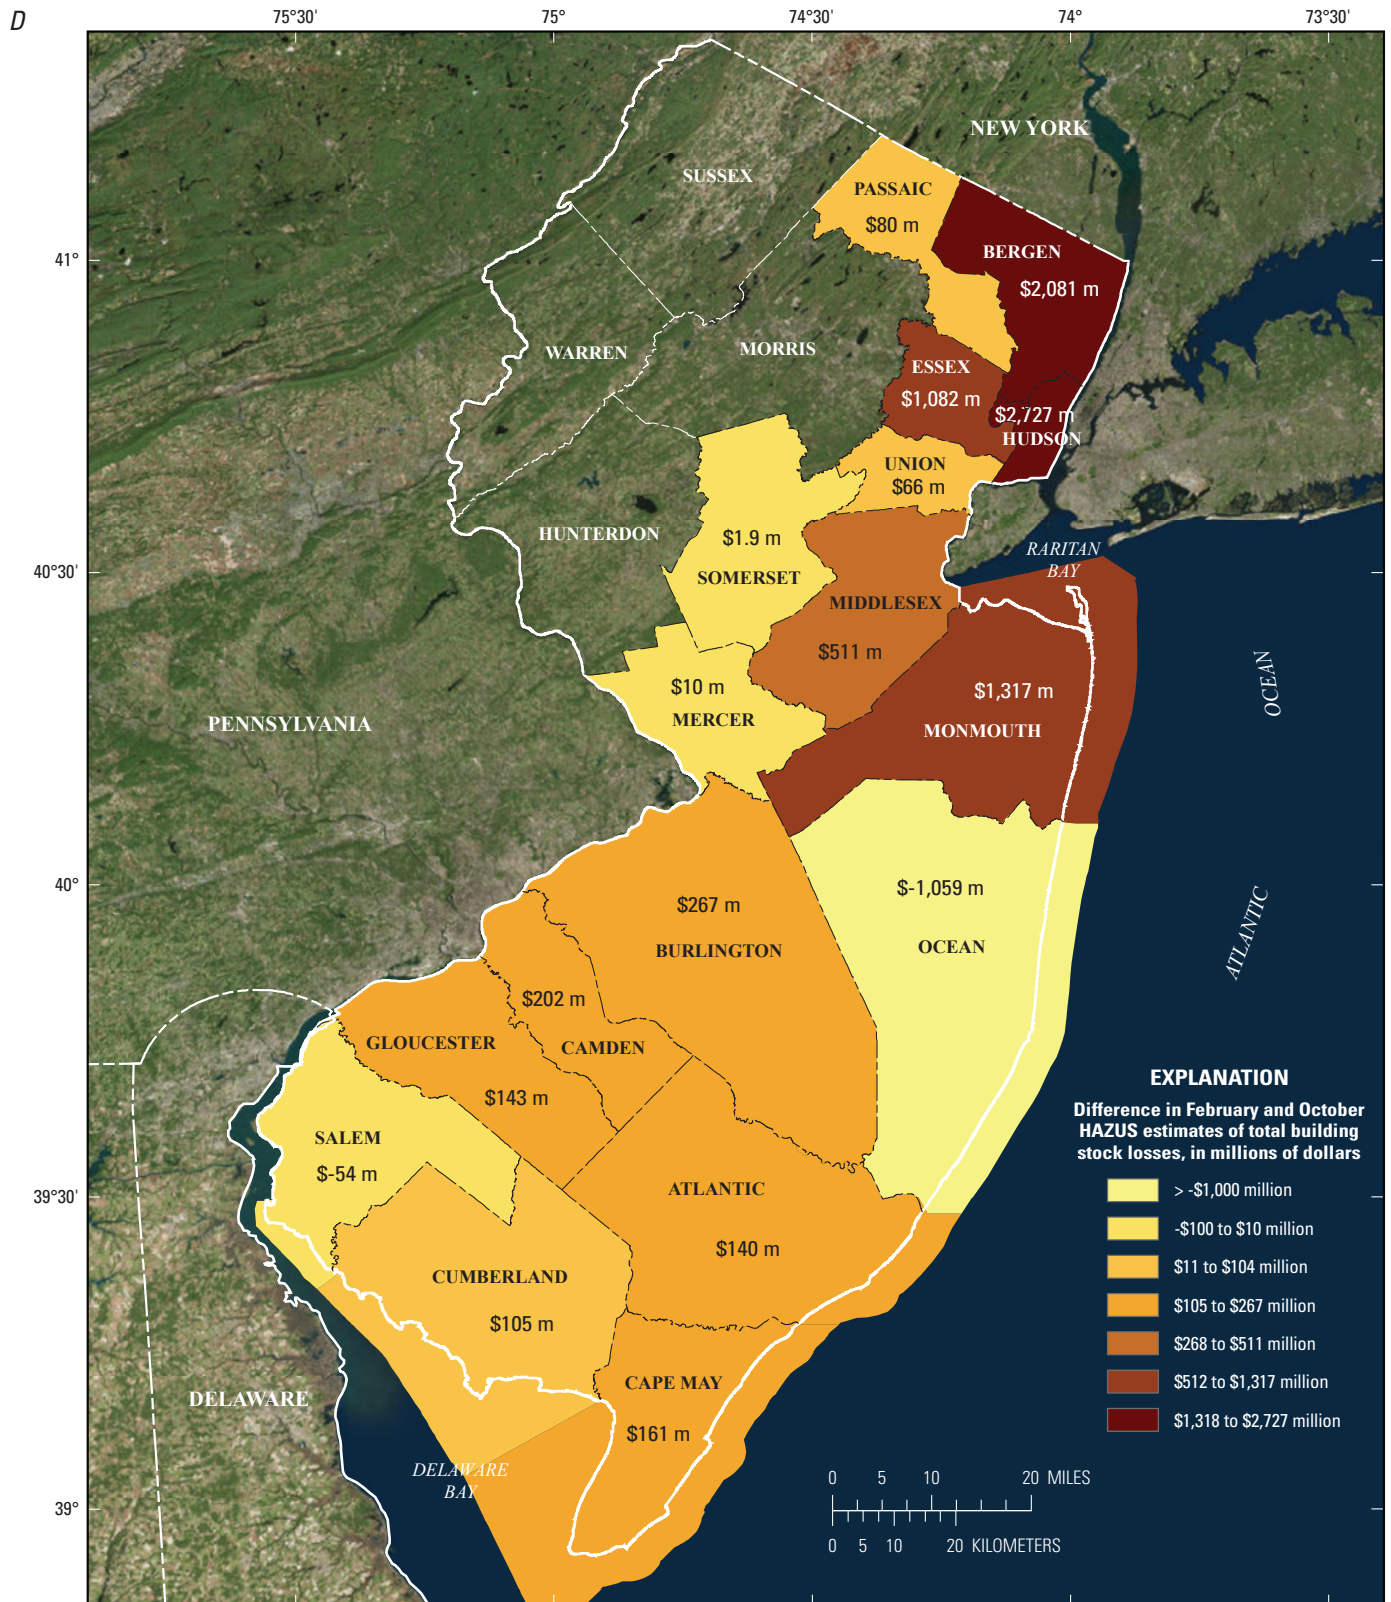 D
75°30'
75°
74°30'
74°
73°30'
NEW YORK
SUSSEX
PASSAIC
$80 m
BERGEN
41°
$2,081 m
WARREN
MORRIS
ESSEX
$1,082 m
$2,727 m
HUDSON
UNION
$66 m
HUNTERDON
$1.9 m
SOMERSET
RARITAN
BAY
40°30'
MIDDLESEX
$511 m
$10 m
MERCER
$1,317 m
MONMOUTH
OCEAN
PENNSYLVANIA
40°
$-1,059 m
OCEAN
$267 m
BURLINGTON
ATLANTIC
$202 m
CAMDEN
GLOUCESTER
$143 m
SALEM
$-54 m
39°30'
ATLANTIC
$140 m
CUMBERLAND
$105 m
CAPE MAY
$161 m
DELAWARE
DELAWARE
BAY
39°
EXPLANATION
Difference in February and October
HAZUS estimates of total building
stock losses, in millions of dollars
> -$1,000 million
-$100 to $10 million
$11 to $104 million
$105 to $267 million
$268 to $511 million
$512 to $1,317 million
$1,318 to $2,727 million
0 5 10 20 MILES
0 5 10 20 KILOMETERS